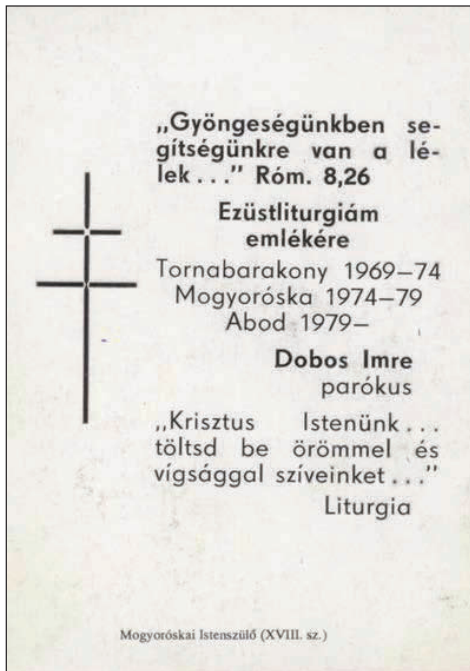 „Gyöngeségünkben se-
gítségünkre van a lé-
lek . . .” Róm. 8,26
Ezüstliturgiám
emlékére
Tornabarakony 1969–74
Mogyoróska 1974–79
Abod 1979–
Dobos Imre
parókus
„Krisztus Istenünk . . .
töltsd be örömmel és
vígsággal szíveinket . . .”
Liturgia
Mogyoróskai Istenszülő (XVIII. sz.)